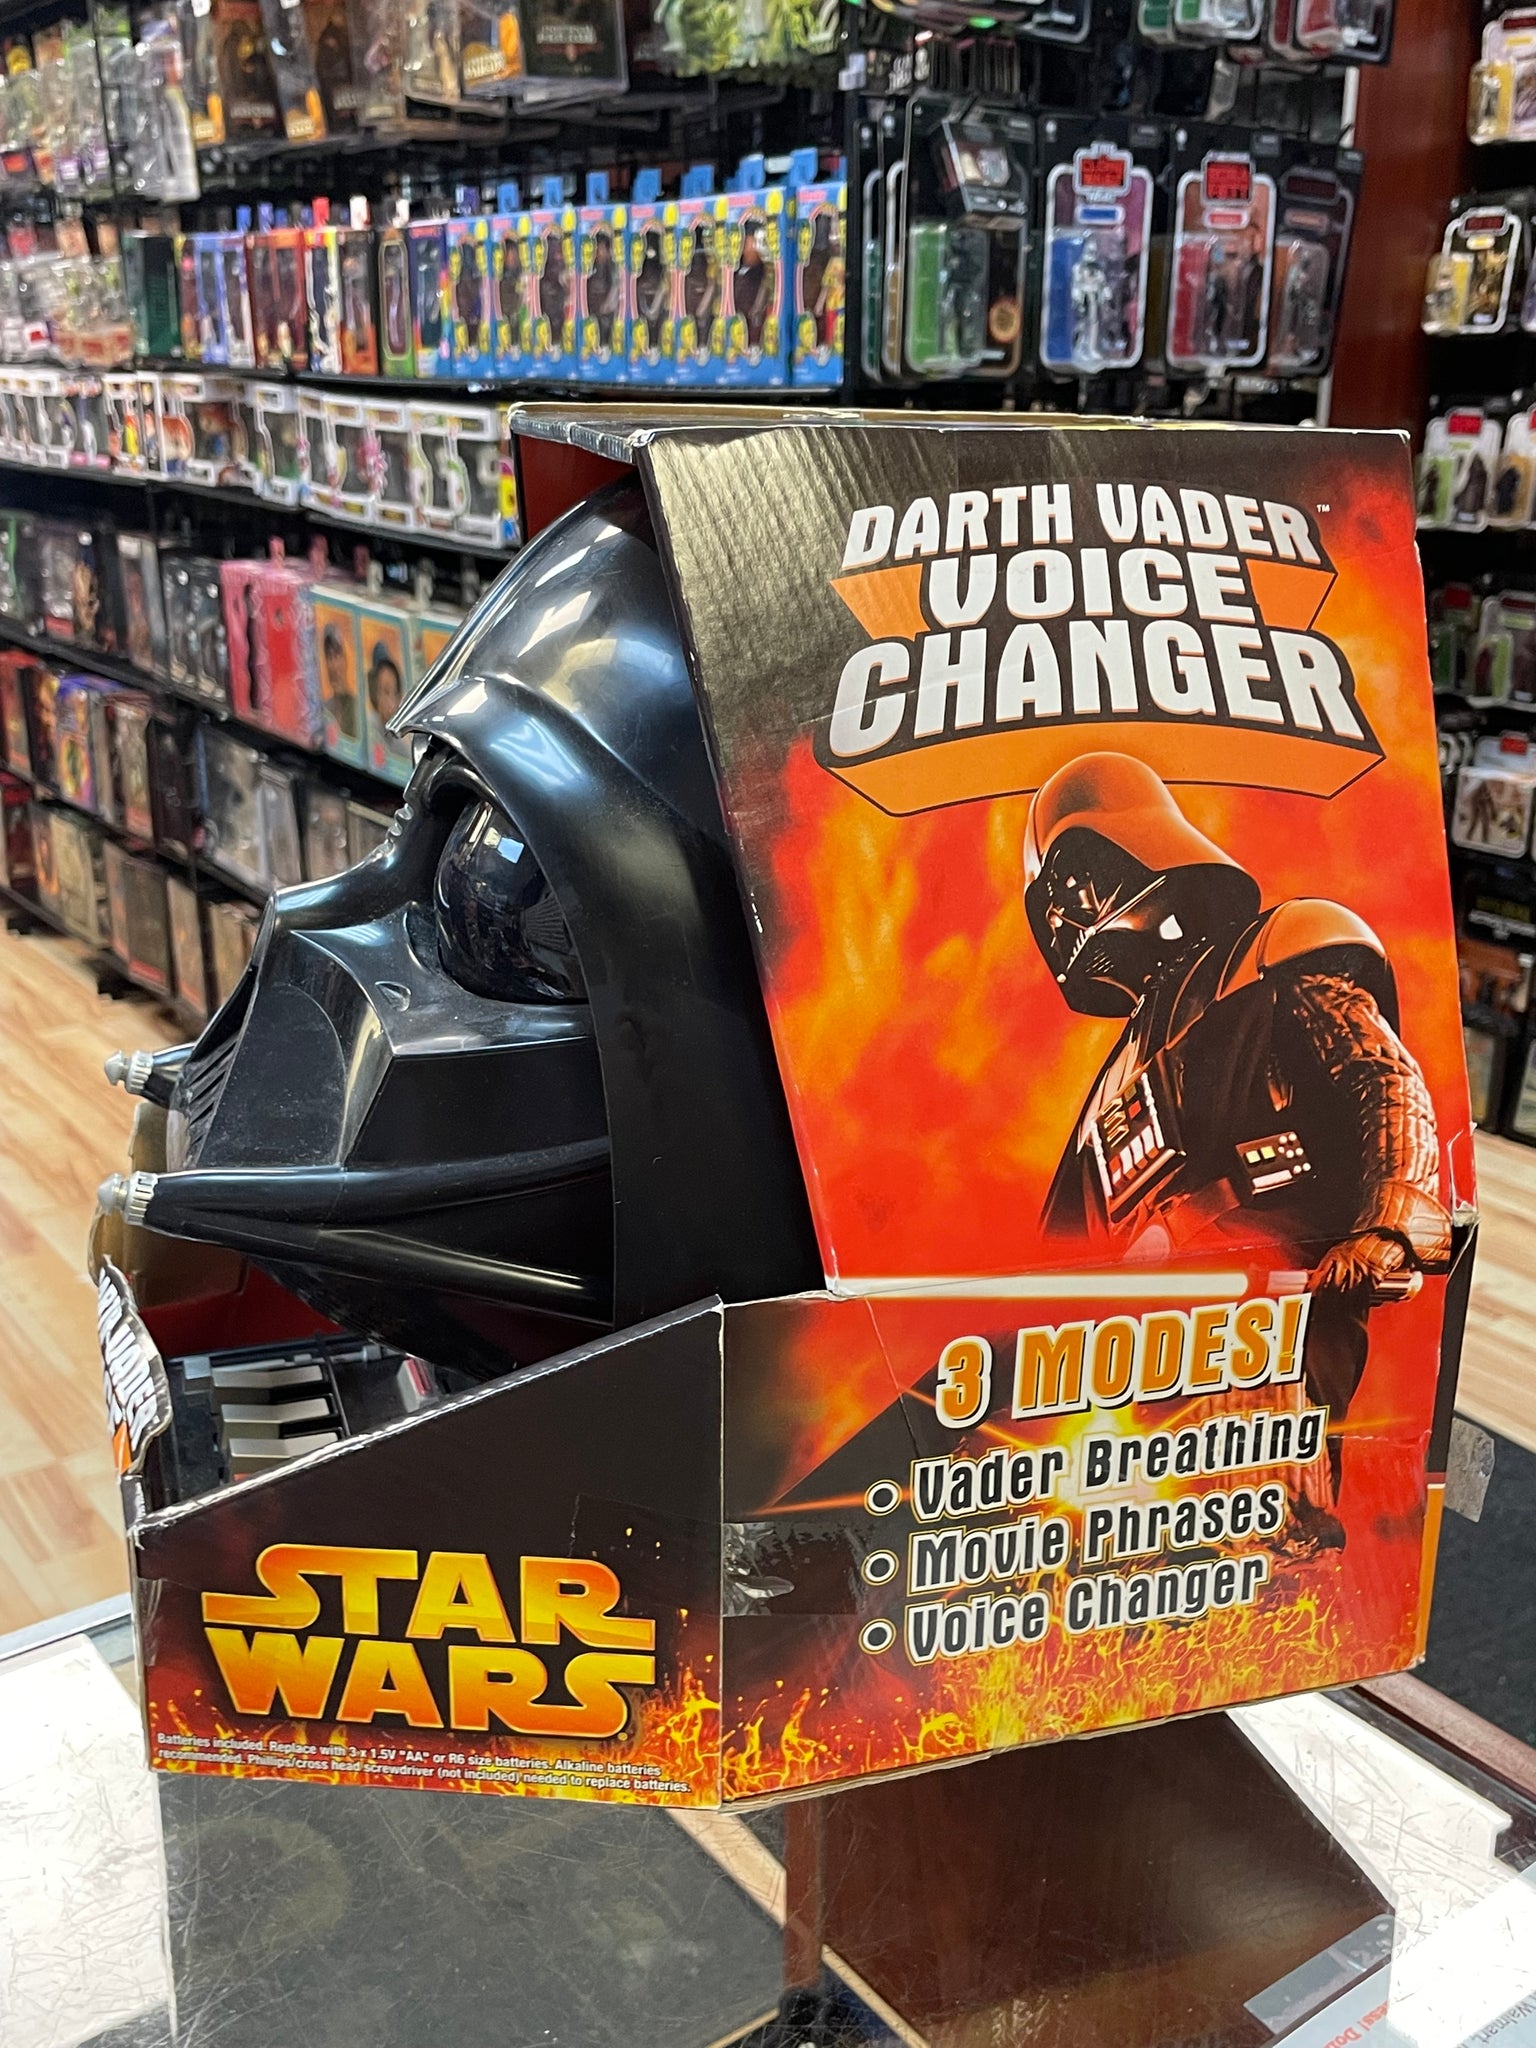 DARTH VADER™
VOICE
CHANGER
3 MODES!
• Vader Breathing
• Movie Phrases
• Voice Changer
STAR
WARS
Batteries included. Replace with 3 x 1.5V "AA" or R6 size batteries. Alkaline batteries
recommended. Phillips/cross head screwdriver (not included) needed to replace batteries.
Walmart